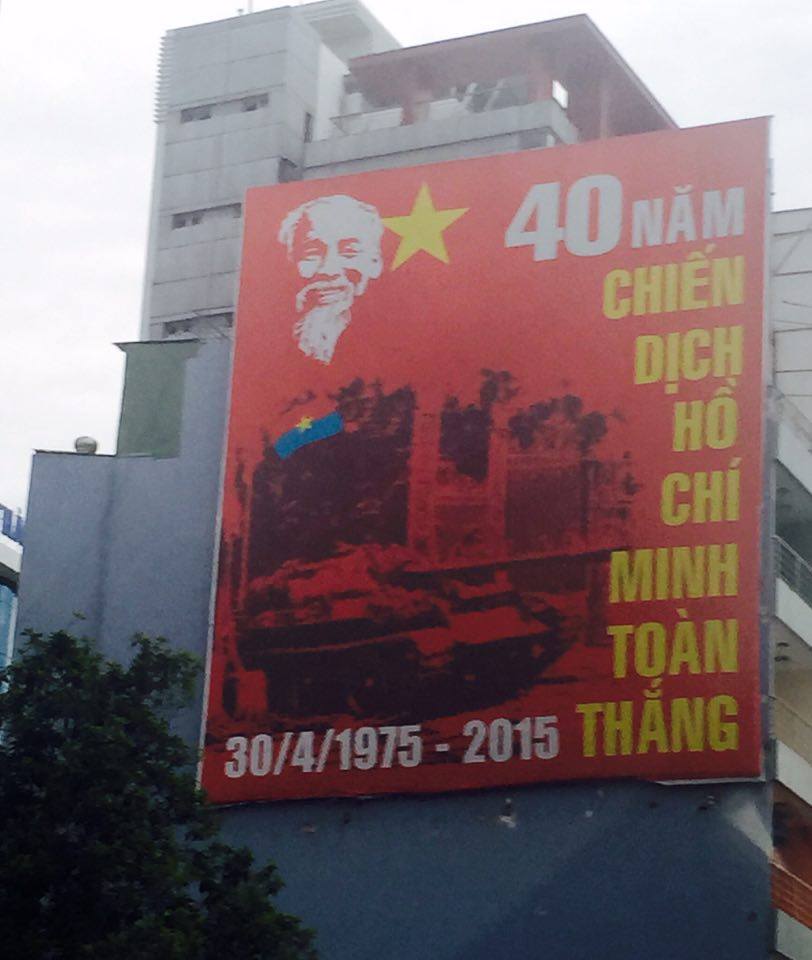 40 NĂM
CHIẾN
DỊCH
HỒ
CHÍ
MINH
TOÀN
THẮNG
30/4/1975 - 2015